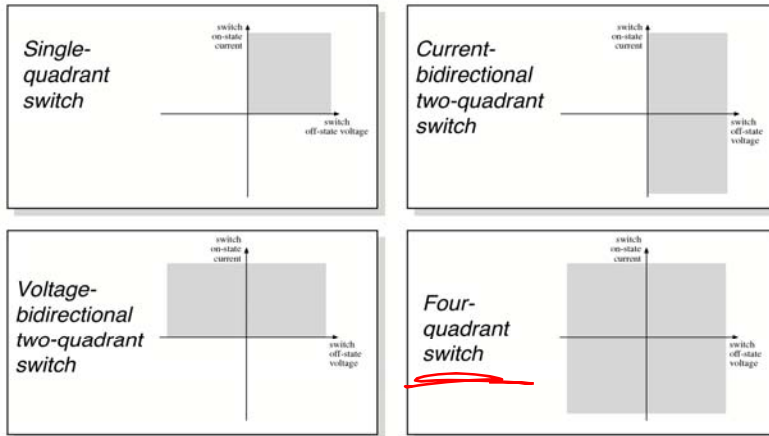 Single-
quadrant
switch
switch
on-state
current
switch
off-state voltage
Current-
bidirectional
two-quadrant
switch
switch
on-state
current
switch
off-state
voltage
Voltage-
bidirectional
two-quadrant
switch
switch
on-state
current
switch
off-state
voltage
Four-
quadrant
switch
switch
on-state
current
switch
off-state
voltage